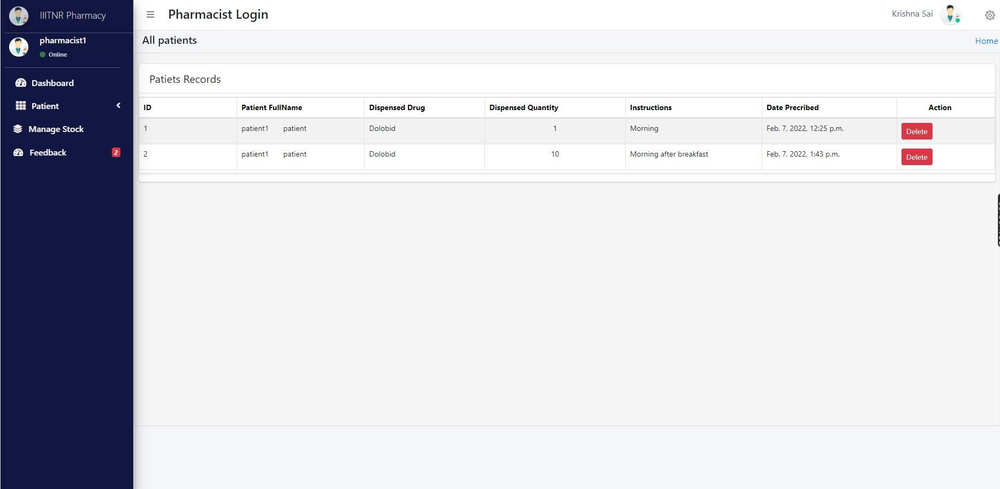 IIITNR Pharmacy
pharmacist1
Online
Dashboard
Patient
Manage Stock
Feedback 2
Pharmacist Login
Krishna Sai
All patients
Home
Patiets Records
ID Patient FullName Dispensed Drug Dispensed Quantity Instructions Date Precribed Action
1 patient1 patient Dolobid 1 Morning Feb. 7, 2022, 12:25 p.m. Delete
2 patient1 patient Dolobid 10 Morning after breakfast Feb. 7, 2022, 1:43 p.m. Delete